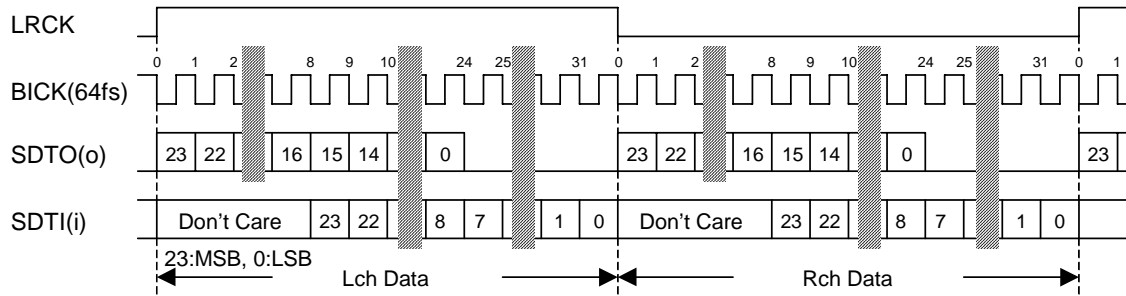 LRCK
0 1 2 8 9 10 24 25 31 0 1 2 8 9 10 24 25 31 0 1
BICK(64fs)
SDTO(o) 23 22 16 15 14 0 23 22 16 15 14 0 23
SDTI(i) Don't Care 23 22 8 7 1 0 Don't Care 23 22 8 7 1 0
23:MSB, 0:LSB
Lch Data Rch Data